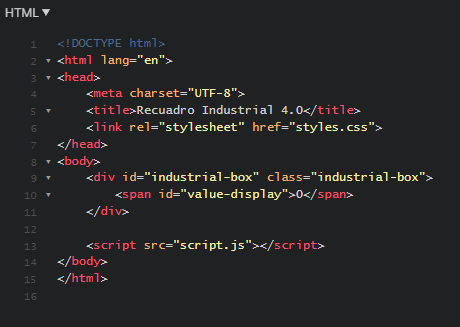 HTML ▼
1 <!DOCTYPE html>
2 ▼ <html lang="en">
3 ▼ <head>
4     <meta charset="UTF-8">
5 ▼     <title>Recuadro Industrial 4.0</title>
6     <link rel="stylesheet" href="styles.css">
7 </head>
8 ▼ <body>
9 ▼     <div id="industrial-box" class="industrial-box">
10 ▼         <span id="value-display">0</span>
11     </div>
12
13     <script src="script.js"></script>
14 </body>
15 </html>
16